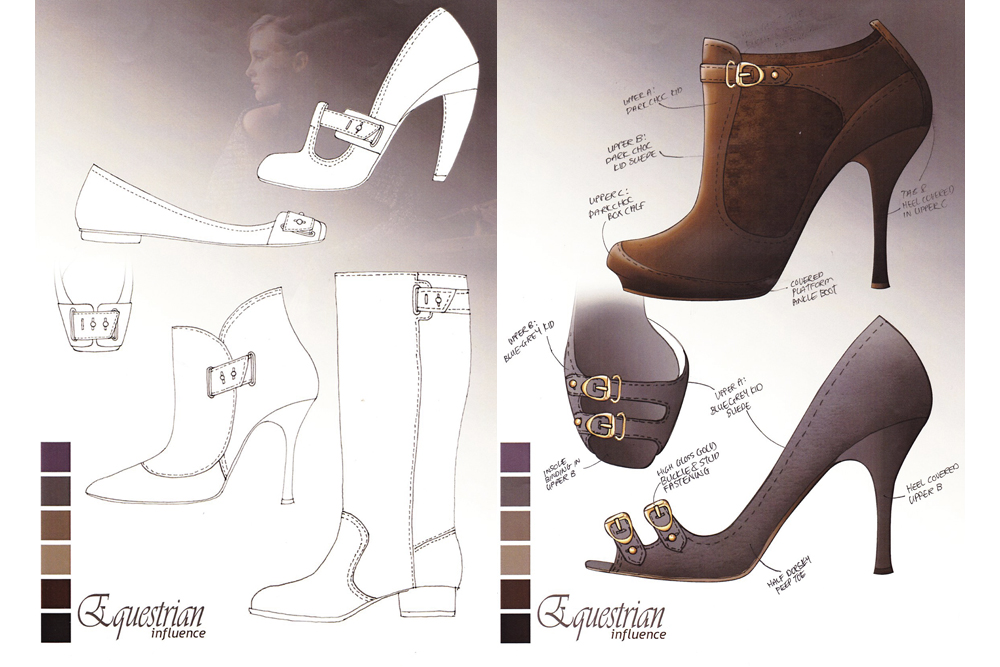 Equestrian
influence
UPPER A:
DARK CHOC KID
UPPER B:
DARK CHOC
KID SUEDE
UPPER C:
DARK CHOC
BOX CALF
HEEL COVERED
IN UPPER C
COVERED
PLATFORM
ANKLE BOOT
UPPER B:
BLUE-GREY KID
UPPER A:
BLUE GREY KID
SUEDE
INSOLE
BINDING IN
UPPER B
HIGH GLOSS GOLD
BUCKLE & STUD
FASTENING
HEEL COVERED
UPPER B
HALF DORSAY
PEEP TOE
Equestrian
influence